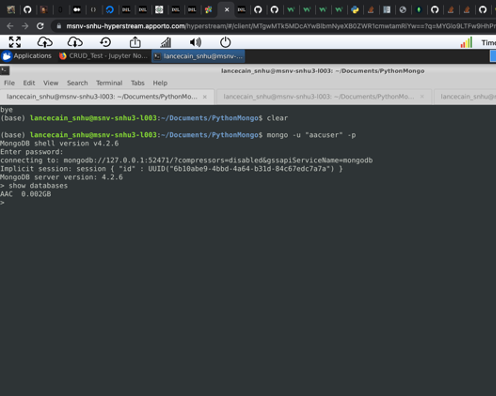 msnv-snhu-hyperstream.apporto.com/hyperstream/#/client/
Time
Applications
CRUD_Test - Jupyter No...
lancecain_snhu@msnv-...
lancecain_snhu@msnv-snhu3-l003: ~/Documents/PythonMongo
File Edit View Search Terminal Tabs Help
lancecain_snhu@msnv-snhu3-l003: ~/Documents/PythonMo...
lancecain_snhu@msnv-snhu3-l003: ~/Documents/PythonMo...
lancecain_snhu@
bye
(base) lancecain_snhu@msnv-snhu3-l003:~/Documents/PythonMongo$ clear
(base) lancecain_snhu@msnv-snhu3-l003:~/Documents/PythonMongo$ mongo -u "aacuser" -p
MongoDB shell version v4.2.6
Enter password:
connecting to: mongodb://127.0.0.1:52471/?compressors=disabled&gssapiServiceName=mongodb
Implicit session: session { "id" : UUID("6b10abe9-4bbd-4a64-b31d-84c67edc7a7a") }
MongoDB server version: 4.2.6
> show databases
AAC 0.002GB
>